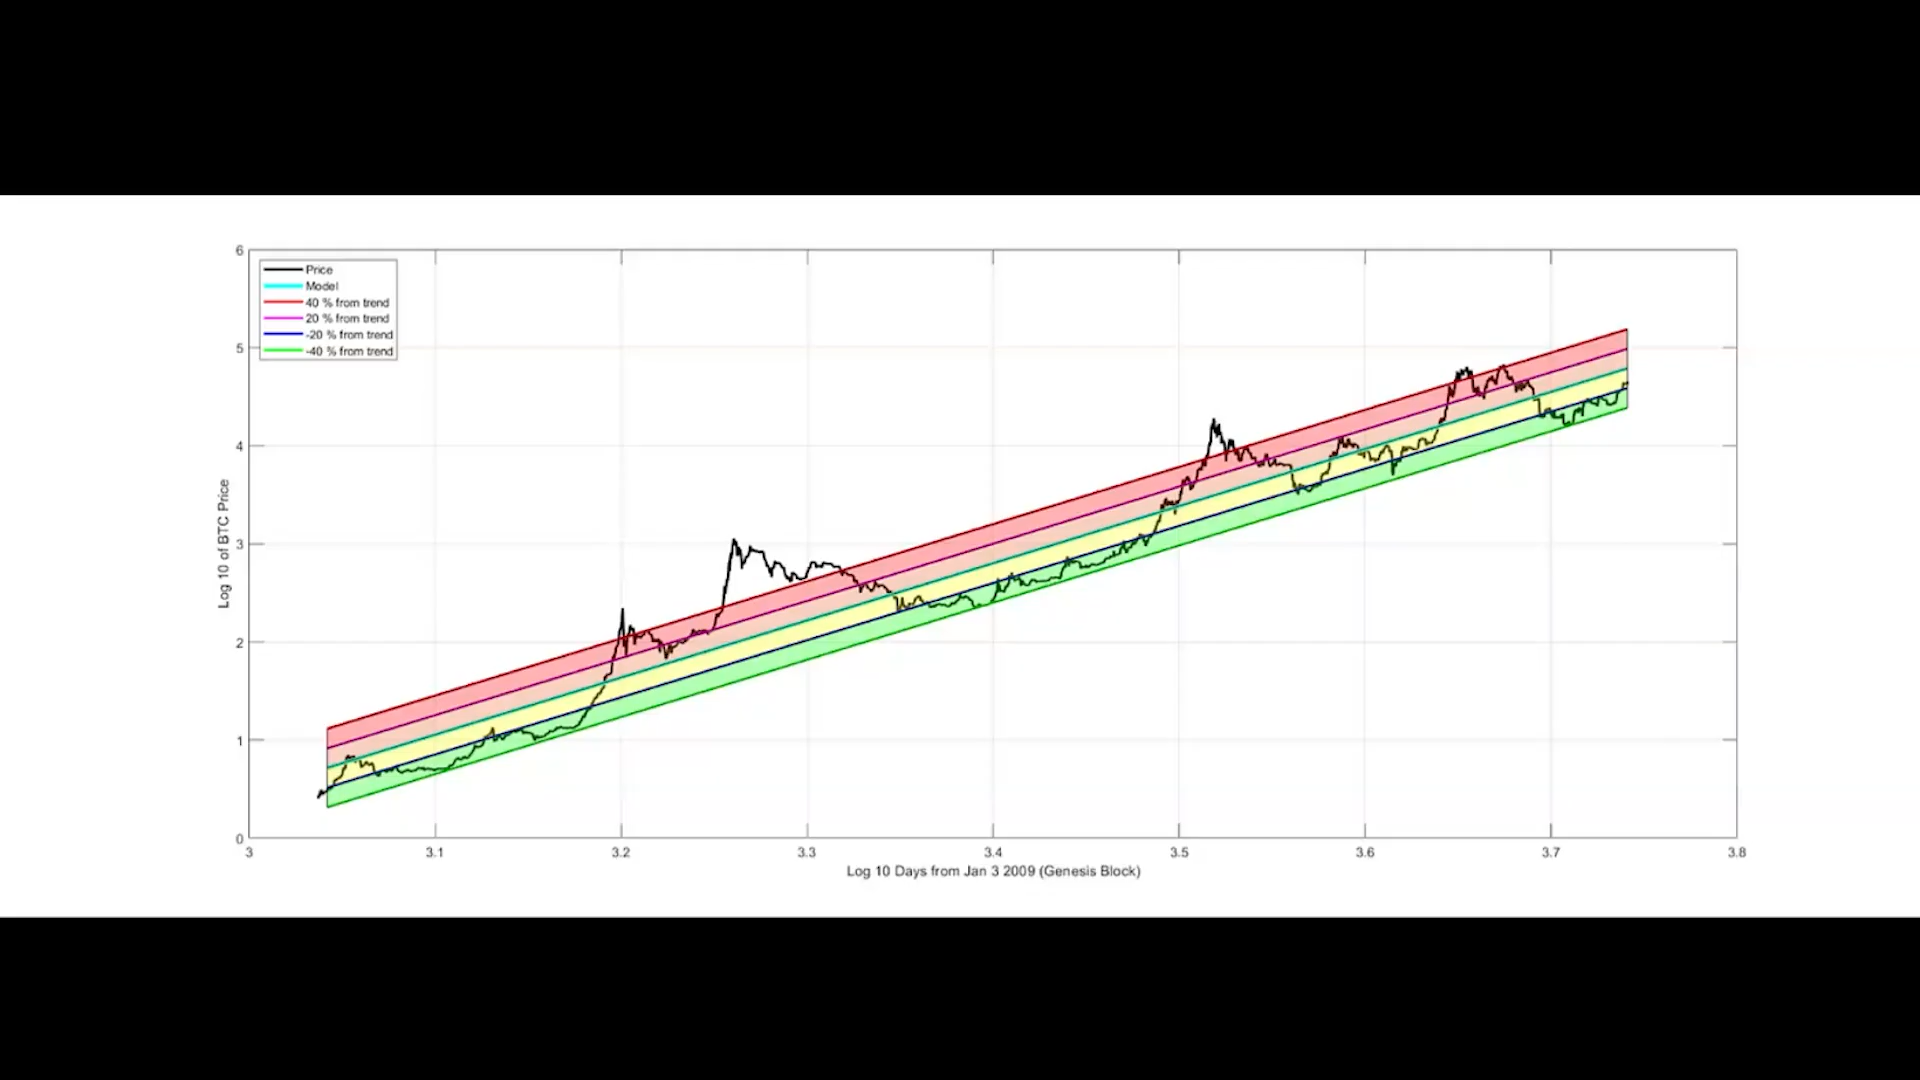 Price
Model
40 % from trend
20 % from trend
-20 % from trend
-40 % from trend
6
5
4
3
2
1
0
Log 10 of BTC Price
3
3.1
3.2
3.3
3.4
3.5
3.6
3.7
3.8
Log 10 Days from Jan 3 2009 (Genesis Block)